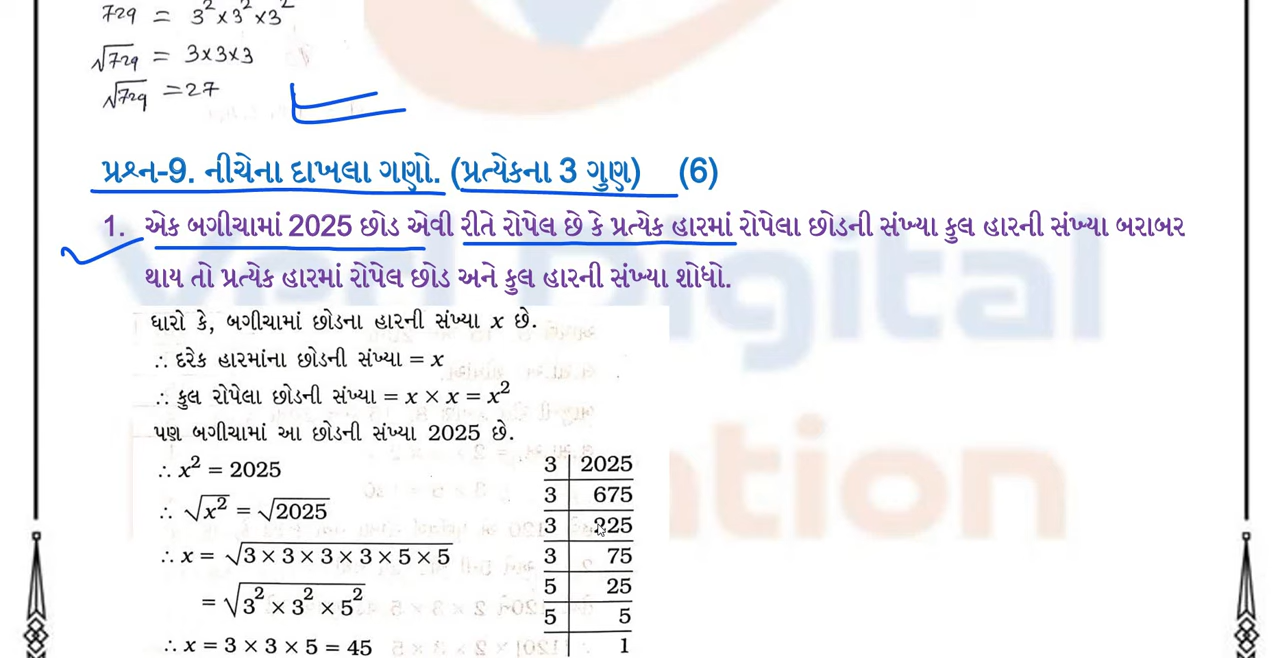 729 = 3² × 3² × 3²
√729 = 3×3×3
√729 = 27
પ્રશ્ન-9. નીચેના દાખલા ગણો. (પ્રત્યેકના 3 ગુણ) (6)
1. એક બગીચામાં 2025 છોડ એવી રીતે રોપેલ છે કે પ્રત્યેક હારમાં રોપેલા છોડની સંખ્યા કુલ હારની સંખ્યા બરાબર
થાય તો પ્રત્યેક હારમાં રોપેલ છોડ અને કુલ હારની સંખ્યા શોધો.
ધારો કે, બગીચામાં છોડના હારની સંખ્યા x છે.
∴ દરેક હારમાંના છોડની સંખ્યા = x
∴ કુલ રોપેલા છોડની સંખ્યા = x × x = x²
પણ બગીચામાં આ છોડની સંખ્યા 2025 છે.
∴ x² = 2025
∴ √x² = √2025
∴ x = √3 × 3 × 3 × 3 × 5 × 5
= √3² × 3² × 5²
∴ x = 3 × 3 × 5 = 45
3 | 2025
3 | 675
3 | 225
3 | 75
5 | 25
5 | 5
| 1
Digital